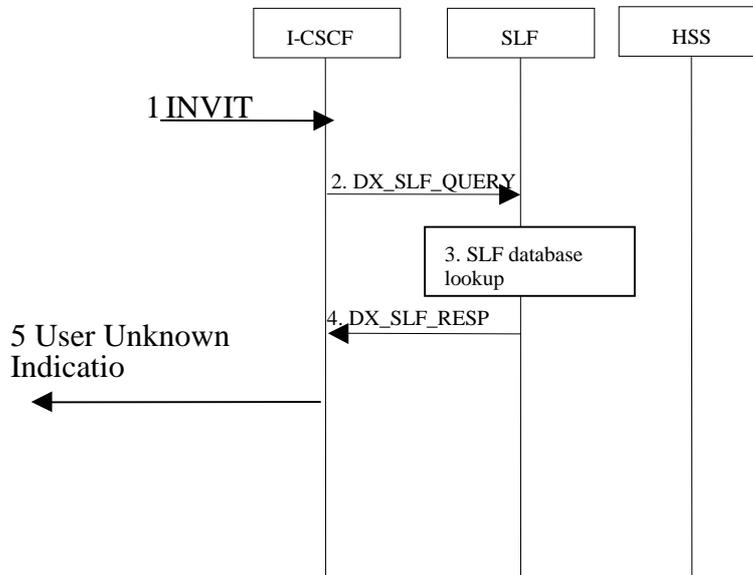 I-CSCF
SLF
HSS
1 INVIT
2. DX_SLF_QUERY
3. SLF database
lookup
4. DX_SLF_RESP
5 User Unknown
Indicatio